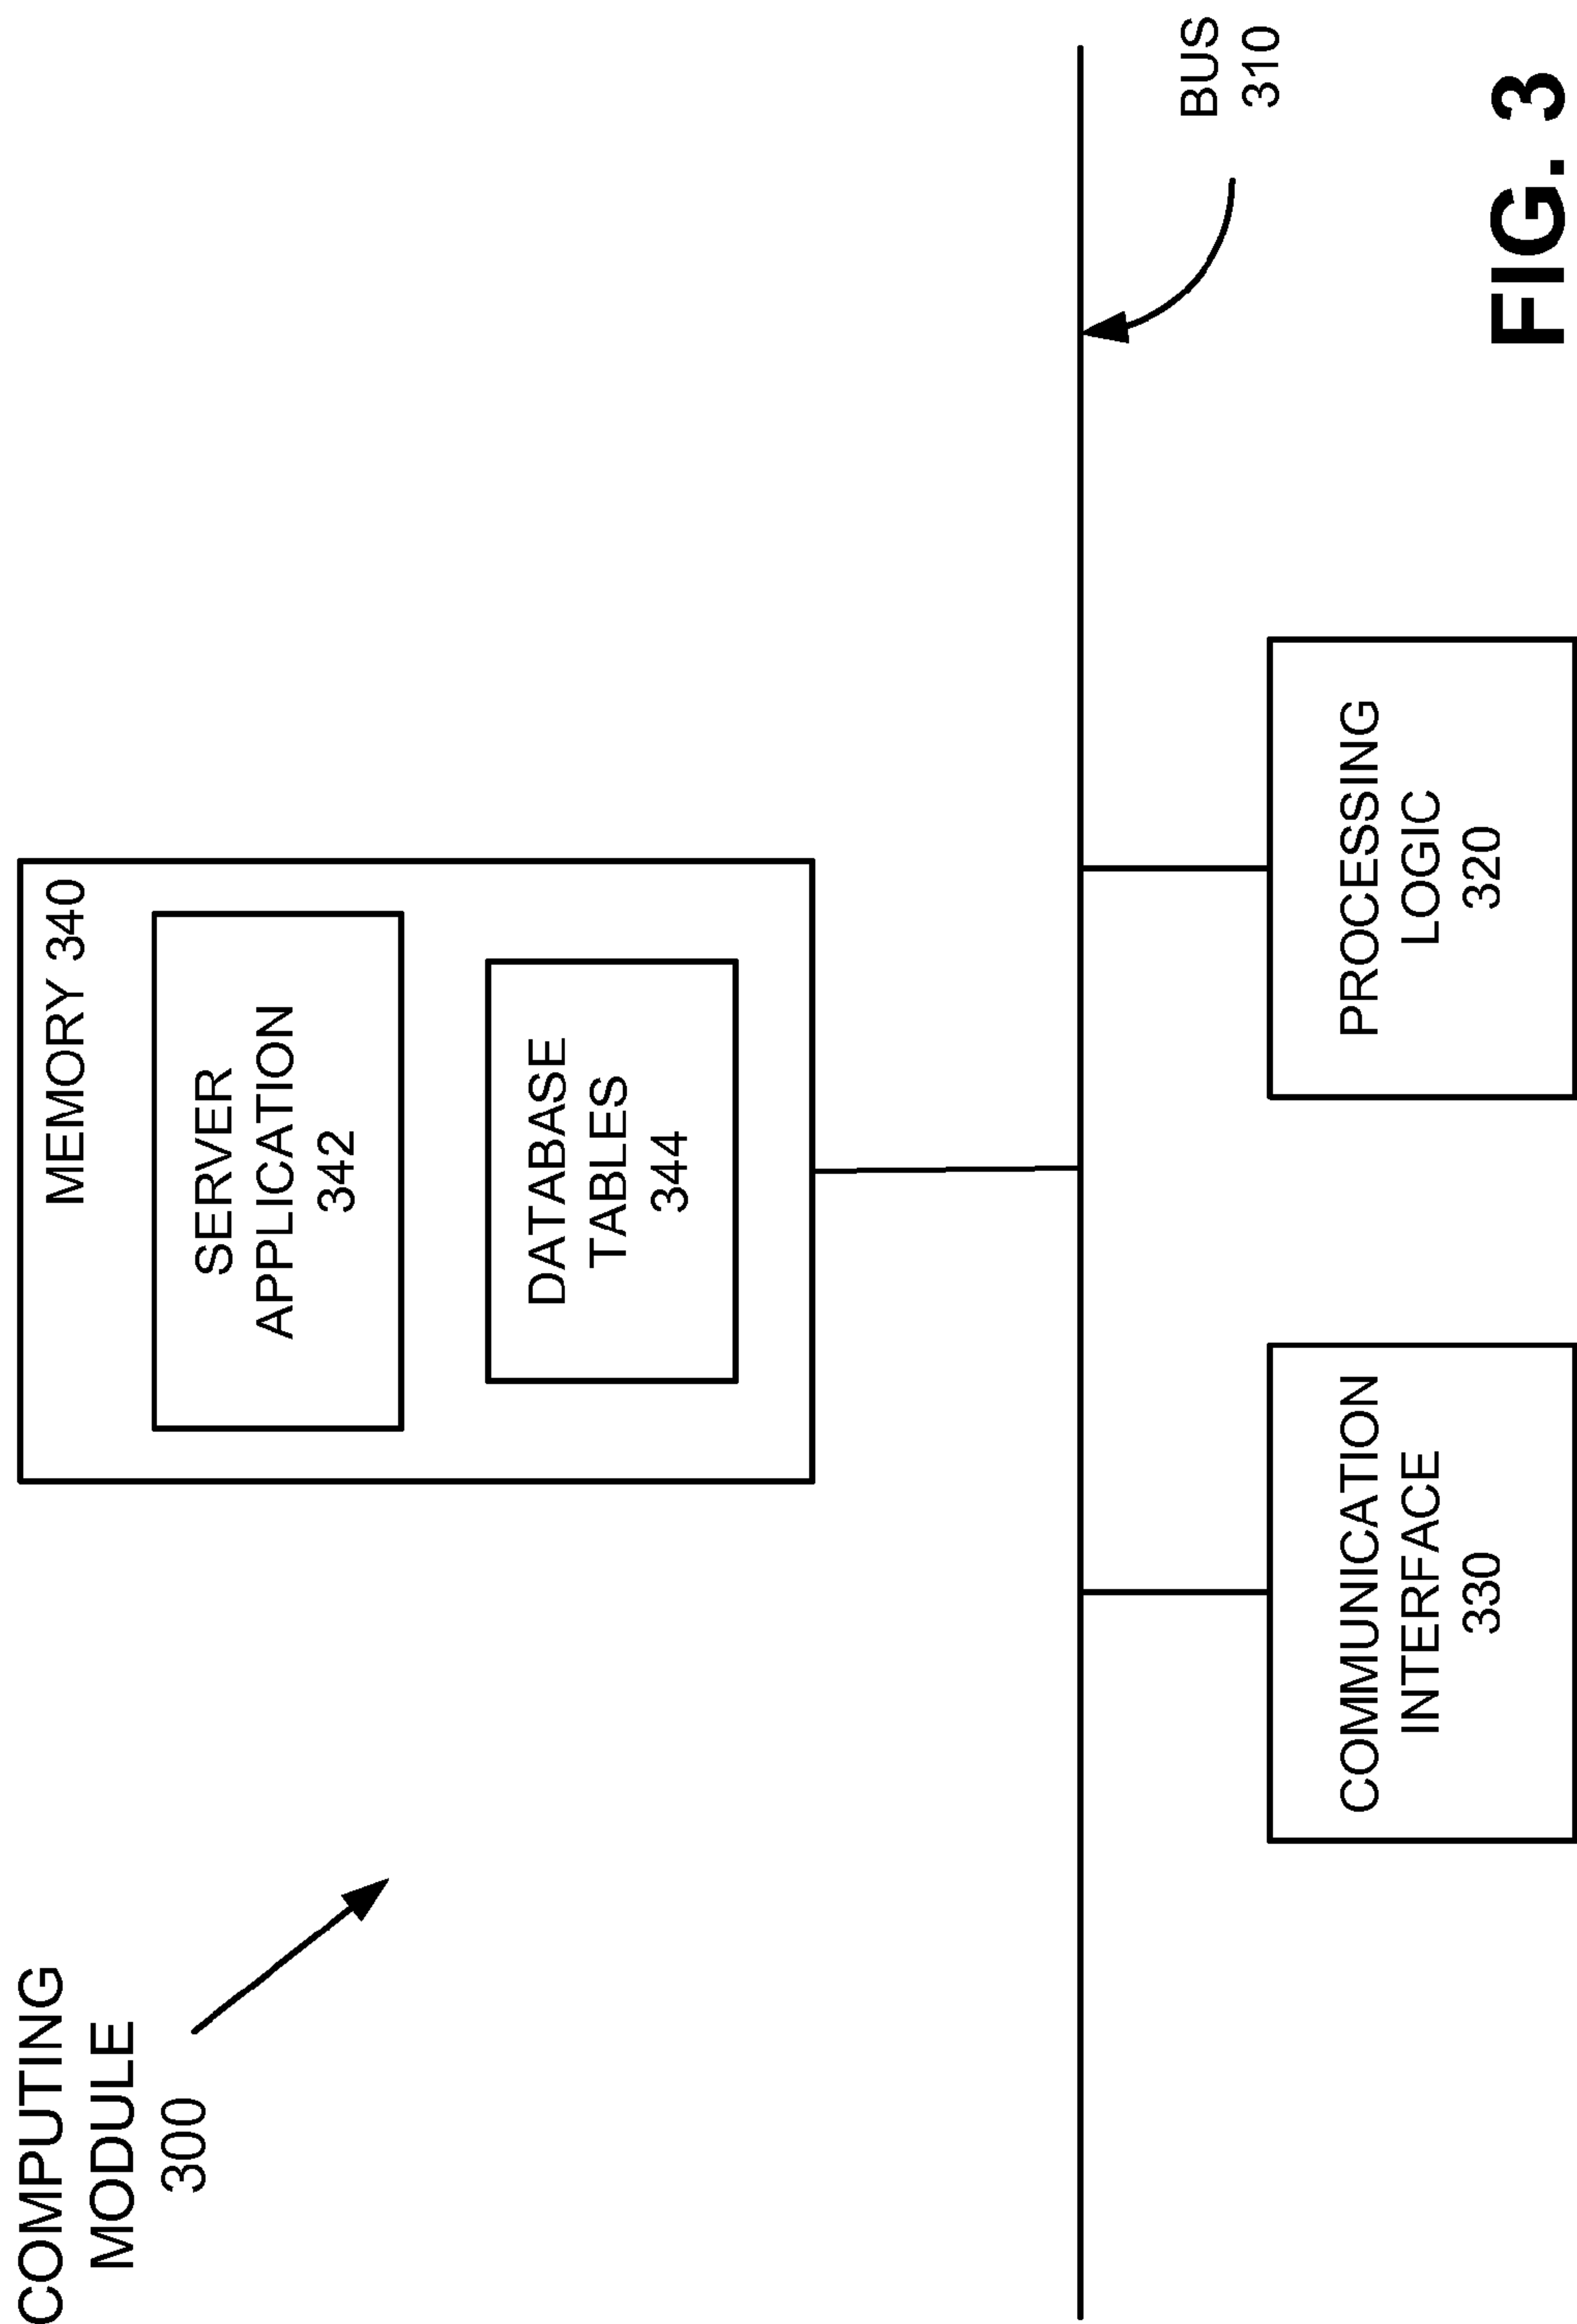 COMPUTING
MODULE
300
MEMORY 340
SERVER
APPLICATION
342
DATABASE
TABLES
344
BUS
310
COMMUNICATION
INTERFACE
330
PROCESSING
LOGIC
320
FIG. 3